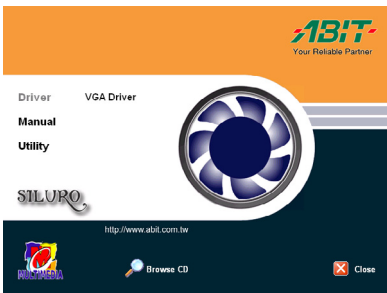 ABIT
Your Reliable Partner
Driver VGA Driver
Manual
Utility
SILURO
http://www.abit.com.tw
MULTIMEDIA
Browse CD
Close